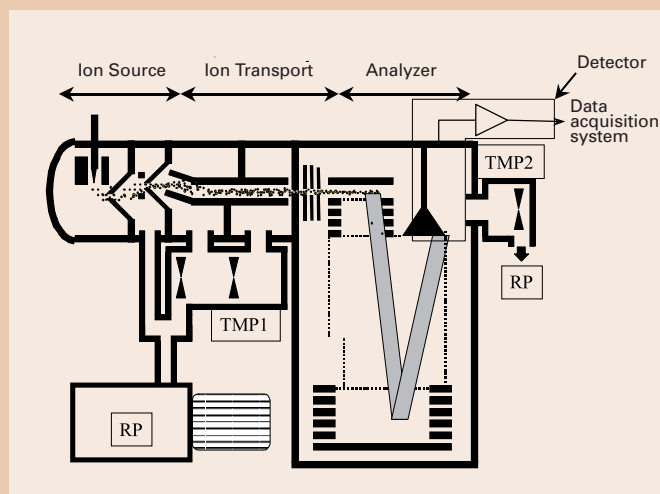 Ion Source
Ion Transport
Analyzer
Detector
Data
acquisition
system
TMP2
RP
TMP1
RP